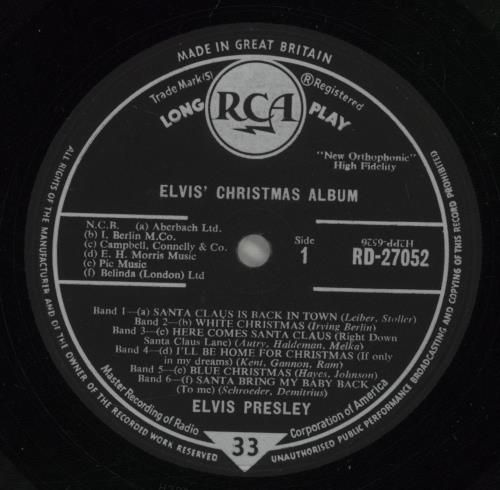 MADE IN GREAT BRITAIN
Trade Mark(s)
® Registered
LONG
RCA
PLAY
"New Orthophonic"
High Fidelity
ELVIS' CHRISTMAS ALBUM
N.C.B. (a) Aberbach Ltd.
(b) I. Berlin M.Co.
(c) Campbell, Connelly & Co.
(d) E. H. Morris Music
(e) Pic Music
(f) Belinda (London) Ltd
Side
1
H2PP-6526
RD-27052
Band 1—(a) SANTA CLAUS IS BACK IN TOWN (Leiber, Stoller)
Band 2—(b) WHITE CHRISTMAS (Irving Berlin)
Band 3—(c) HERE COMES SANTA CLAUS (Right Down
Santa Claus Lane) (Autry, Haldeman, Melka)
Band 4—(d) I'LL BE HOME FOR CHRISTMAS (If only
in my dreams) (Kent, Gannon, Ram)
Band 5—(e) BLUE CHRISTMAS (Hayes, Johnson)
Band 6—(f) SANTA BRING MY BABY BACK
(To me) (Schroeder, Demitrius)
ELVIS PRESLEY
Master Recording of Radio
Corporation of America
33
ALL RIGHTS OF THE MANUFACTURER AND OF THE OWNER OF THE RECORDED WORK RESERVED
UNAUTHORISED PUBLIC PERFORMANCE BROADCASTING AND COPYING OF THIS RECORD PROHIBITED